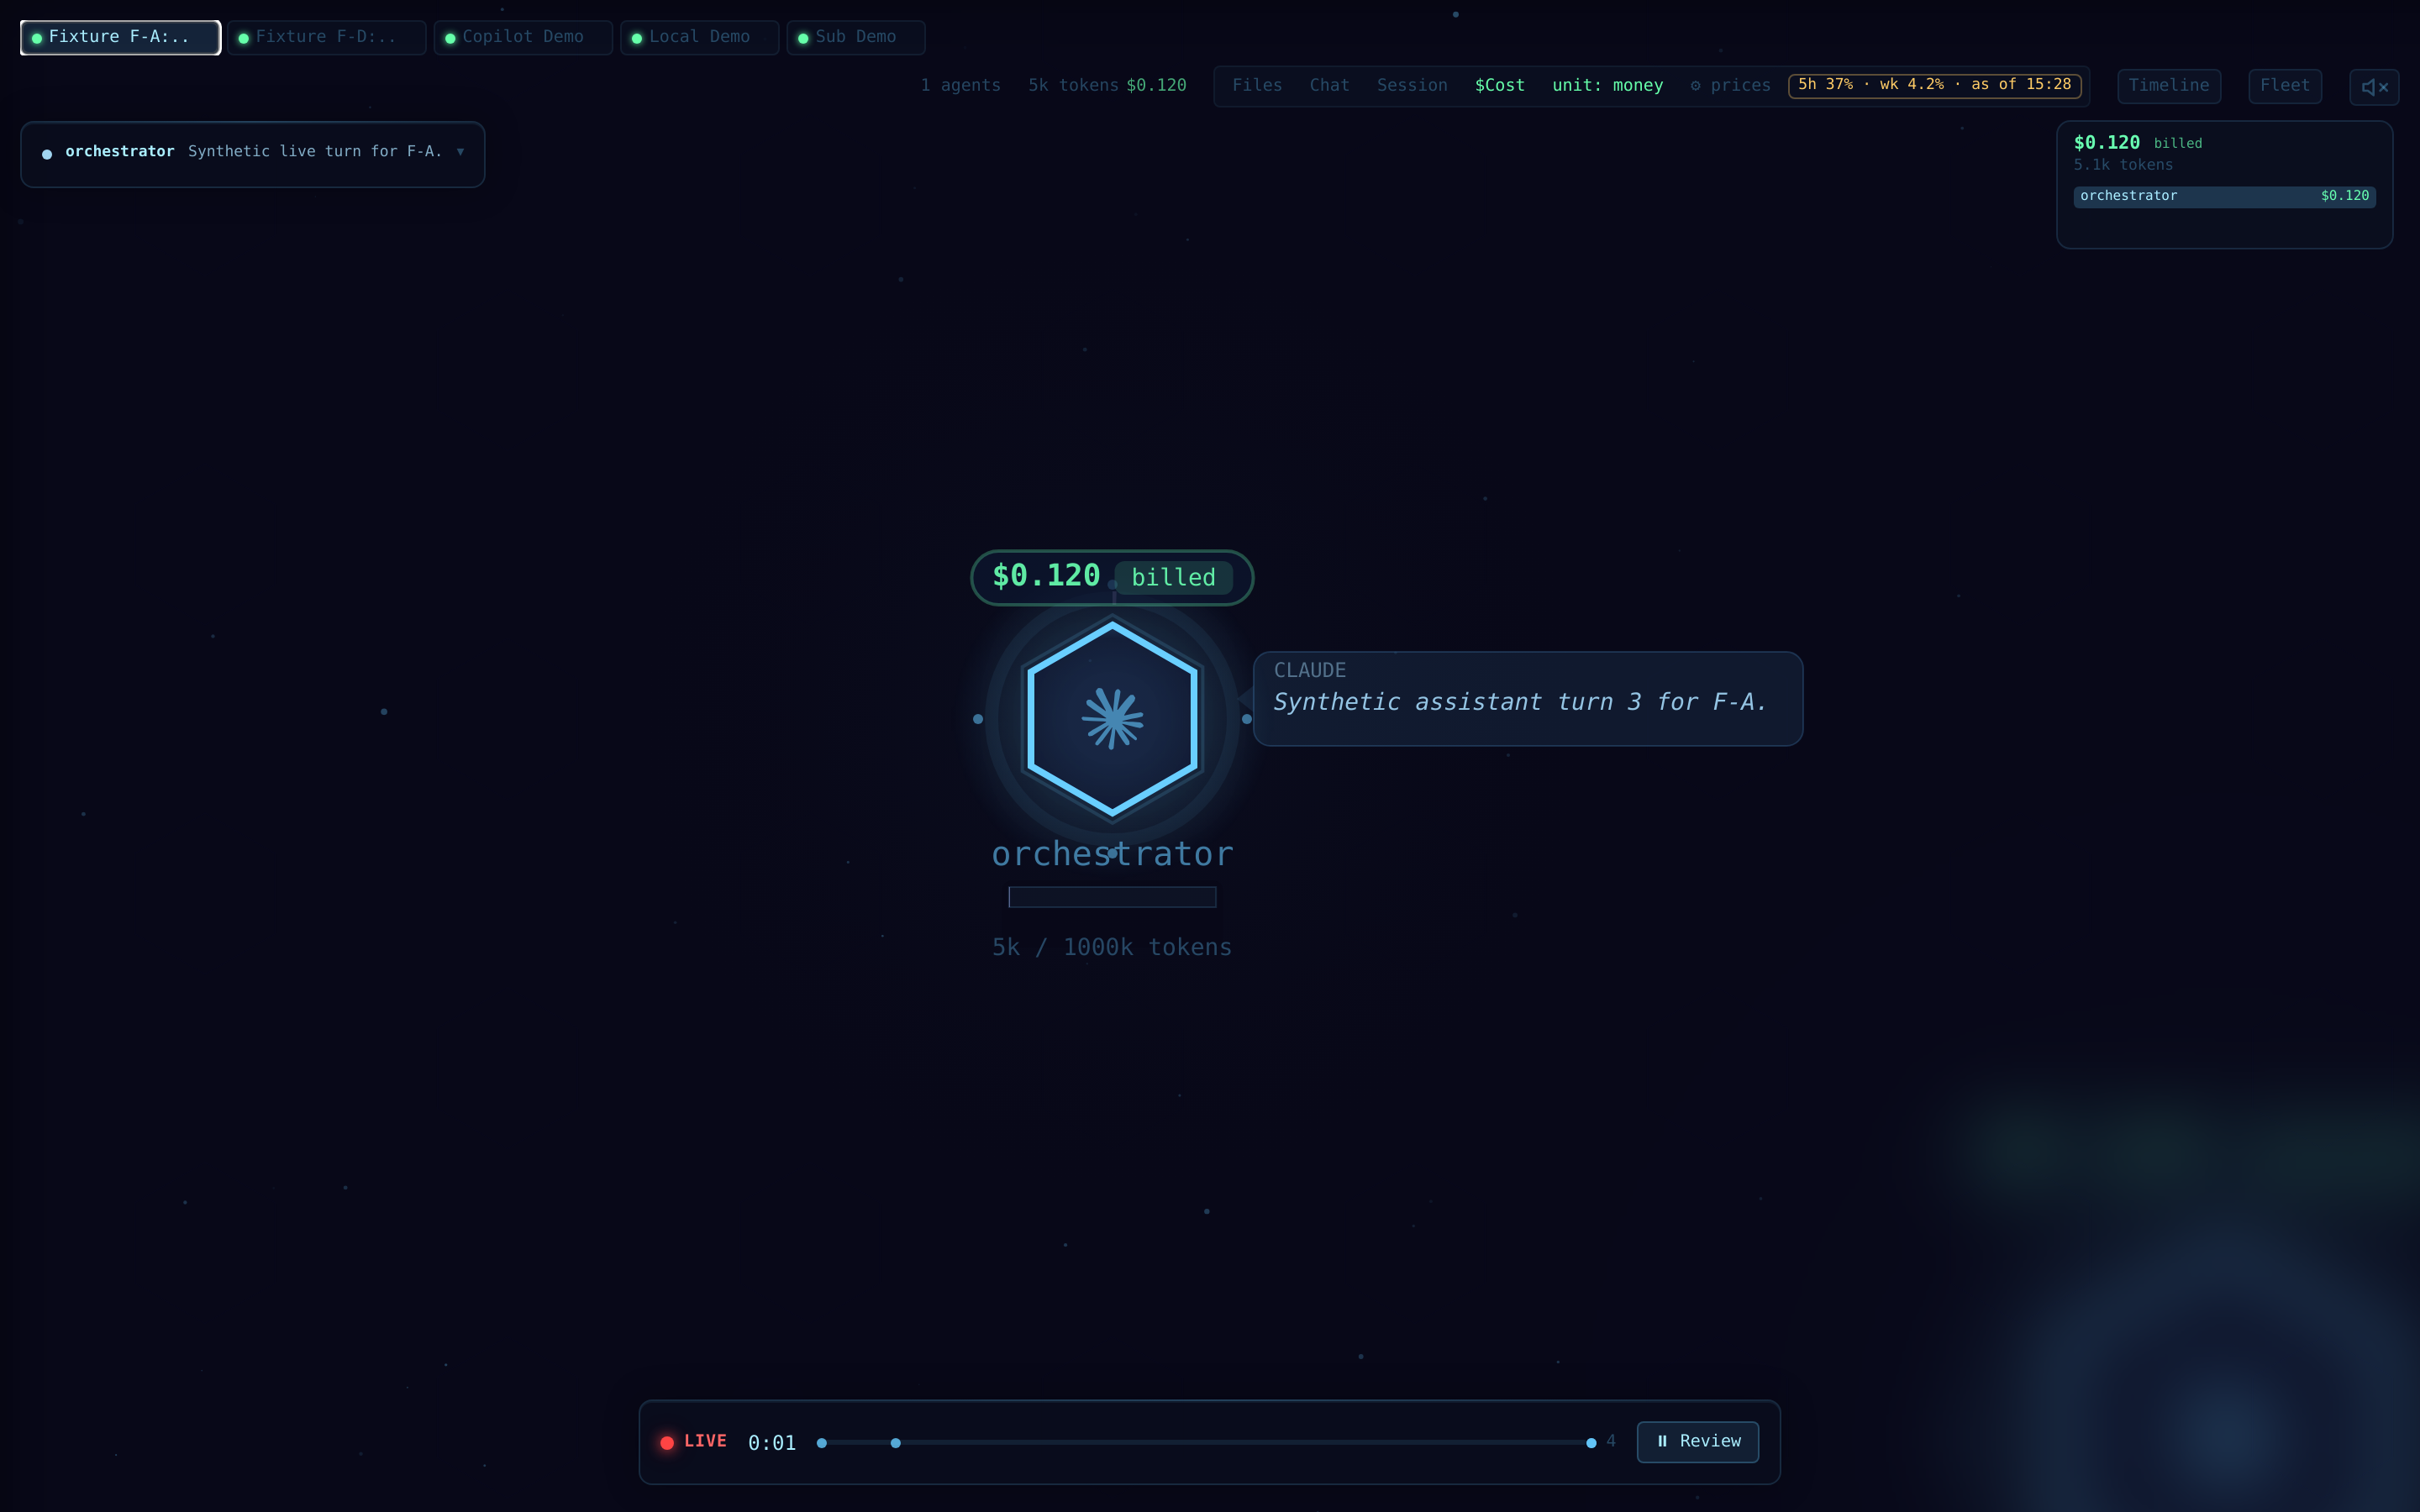 Fixture F-A:.. Fixture F-D:.. Copilot Demo Local Demo Sub Demo
1 agents 5k tokens $0.120 Files Chat Session $Cost unit: money ⚙ prices 5h 37% · wk 4.2% · as of 15:28 Timeline Fleet
orchestrator Synthetic live turn for F-A. ▼
$0.120 billed
5.1k tokens
orchestrator $0.120
$0.120 billed
CLAUDE
Synthetic assistant turn 3 for F-A.
orchestrator
5k / 1000k tokens
LIVE 0:01 4 Review